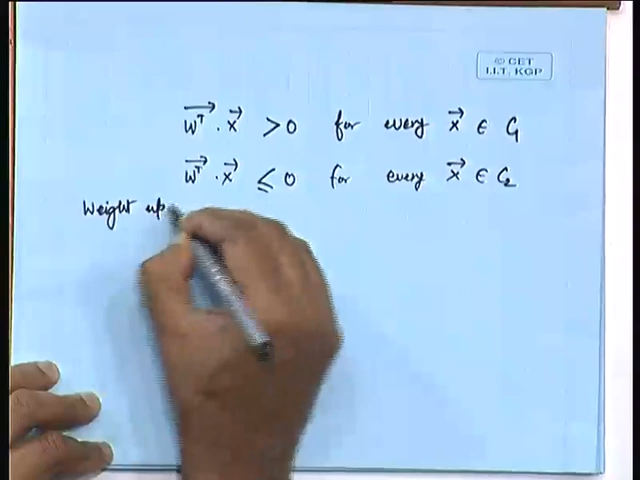 © CET
I.I.T. KGP
w^T · x > 0 for every x ∈ C₁
w^T · x ≤ 0 for every x ∈ C₂
Weight up